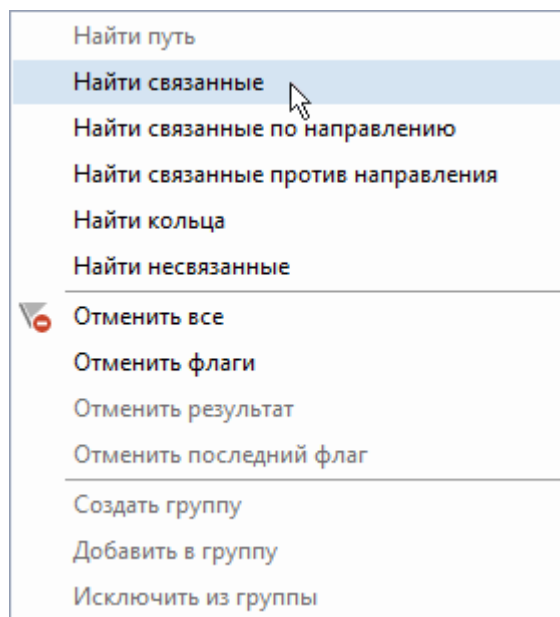 Найти путь
Найти связанные
Найти связанные по направлению
Найти связанные против направления
Найти кольца
Найти несвязанные
Отменить все
Отменить флаги
Отменить результат
Отменить последний флаг
Создать группу
Добавить в группу
Исключить из группы